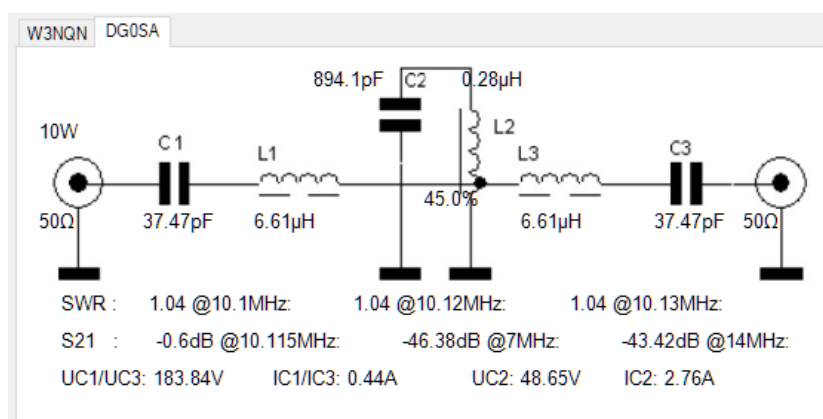 W3NQN DG0SA
894.1pF C2 0.28µH
10W
C 1
L1
L2
L3
C3
45.0%
50Ω 37.47pF 6.61µH 6.61µH 37.47pF 50Ω
SWR : 1.04 @10.1MHz: 1.04 @10.12MHz: 1.04 @10.13MHz:
S21 : -0.6dB @10.115MHz: -46.38dB @7MHz: -43.42dB @14MHz:
UC1/UC3: 183.84V IC1/IC3: 0.44A UC2: 48.65V IC2: 2.76A